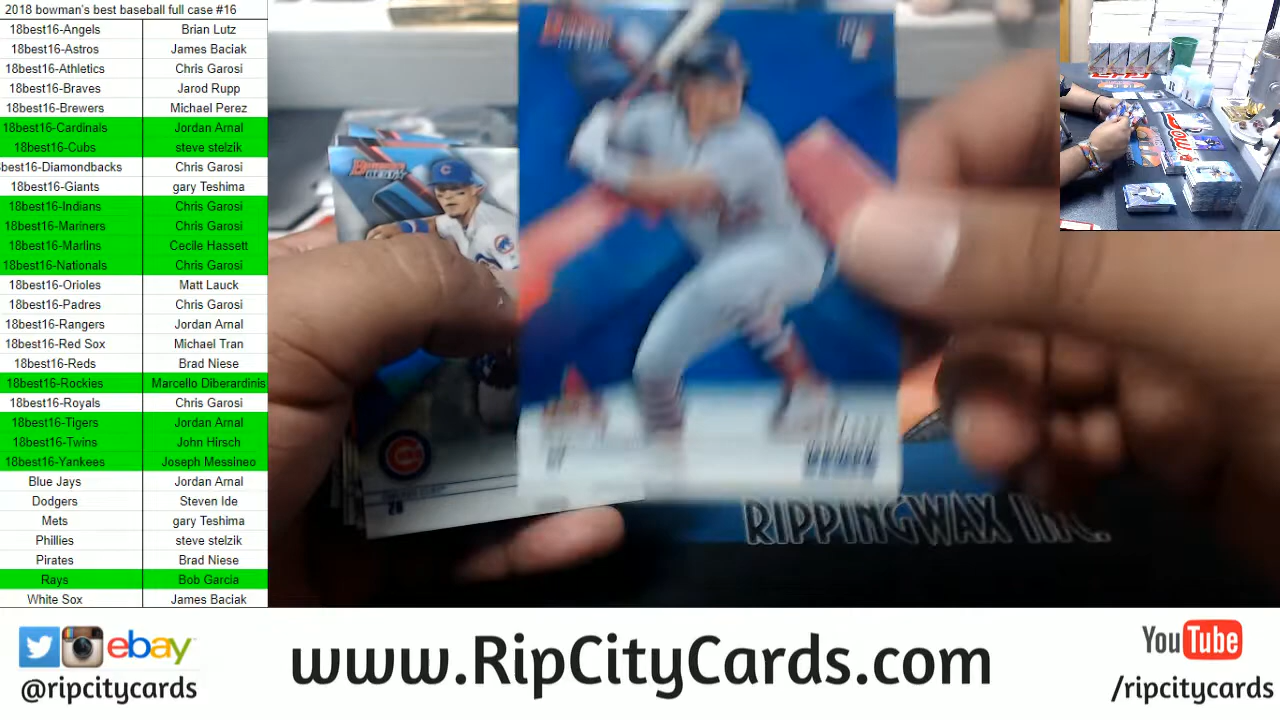 2018 bowman's best baseball full case #16
18best16-Angels Brian Lutz
18best16-Astros James Baciak
18best16-Athletics Chris Garosi
18best16-Braves Jarod Rupp
18best16-Brewers Michael Perez
18best16-Cardinals Jordan Arnal
18best16-Cubs steve stelzik
best16-Diamondbacks Chris Garosi
18best16-Giants gary Teshima
18best16-Indians Chris Garosi
18best16-Mariners Chris Garosi
18best16-Marlins Cecile Hassett
18best16-Nationals Chris Garosi
18best16-Orioles Matt Lauck
18best16-Padres Chris Garosi
18best16-Rangers Jordan Arnal
18best16-Red Sox Michael Tran
18best16-Reds Brad Niese
18best16-Rockies Marcello Diberardinis
18best16-Royals Chris Garosi
18best16-Tigers Jordan Arnal
18best16-Twins John Hirsch
18best16-Yankees Joseph Messineo
Blue Jays Jordan Arnal
Dodgers Steven Ide
Mets gary Teshima
Phillies steve stelzik
Pirates Brad Niese
Rays Bob Garcia
White Sox James Baciak
RIPPINGWAX INC.
ebay
@ripcitycards
www.RipCityCards.com
YouTube
/ripcitycards